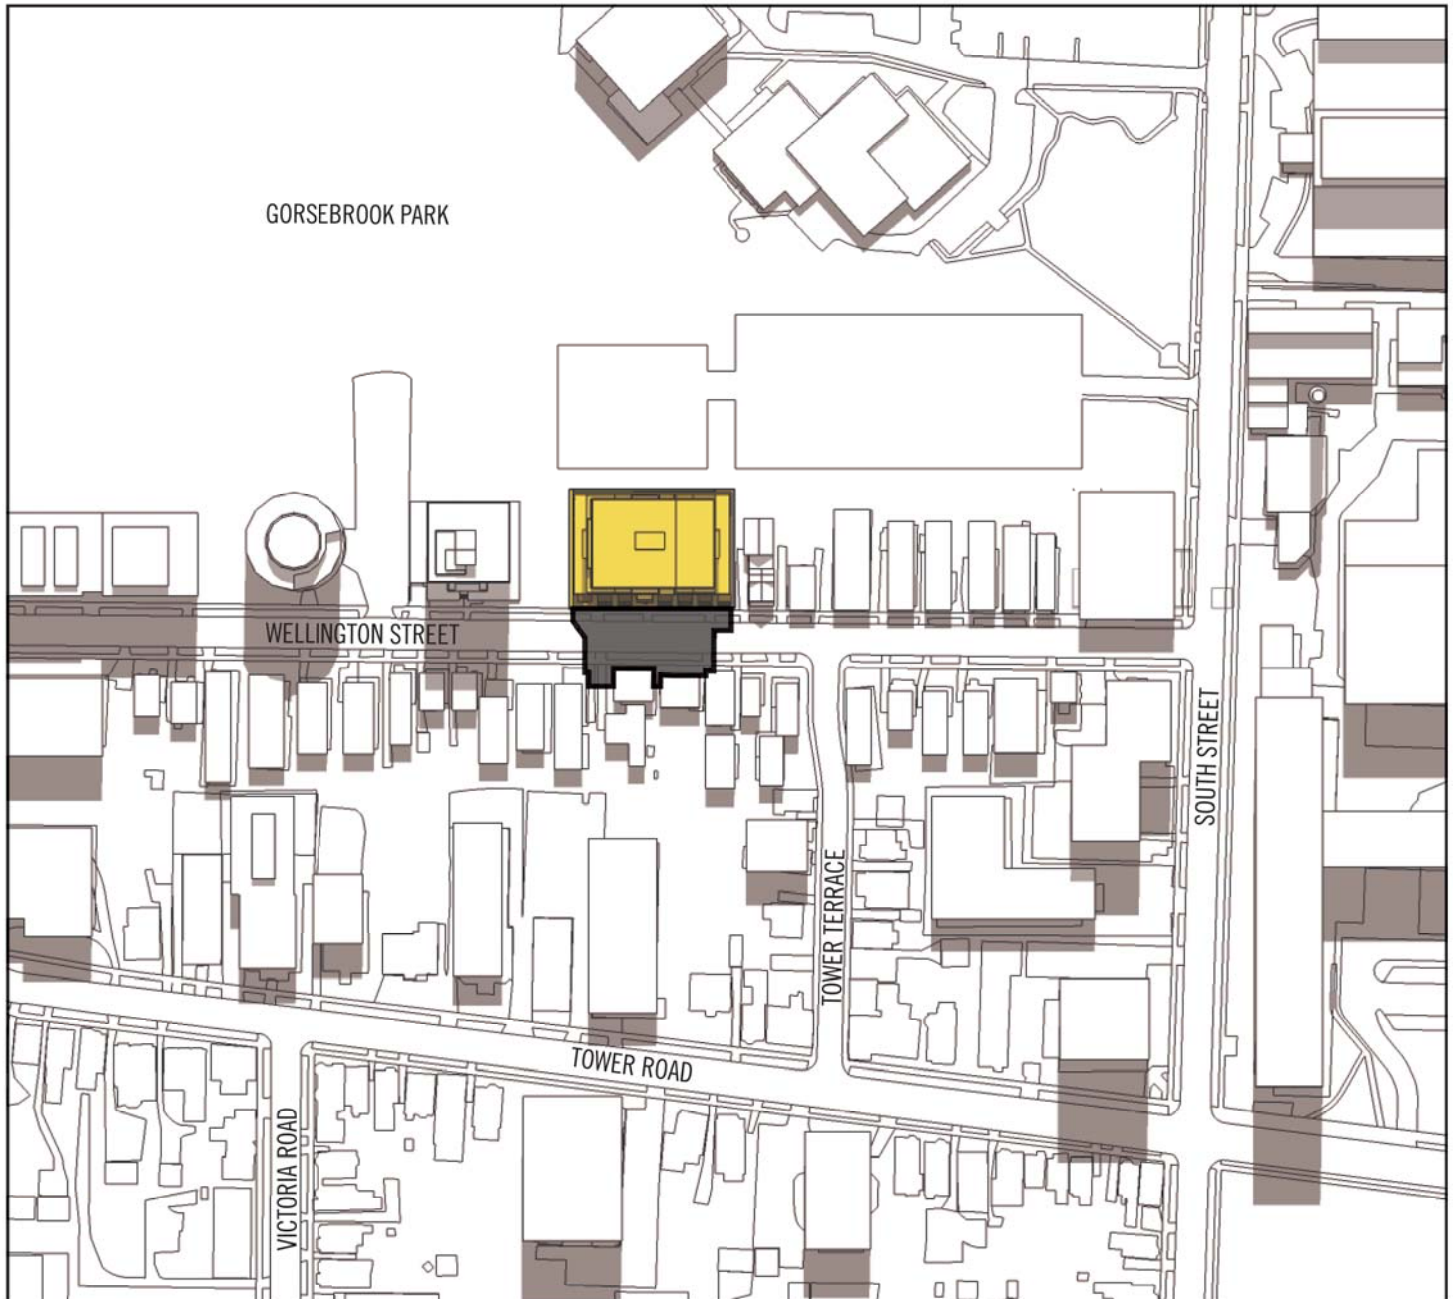 GORSEBROOK PARK
WELLINGTON STREET
SOUTH STREET
TOWER TERRACE
TOWER ROAD
VICTORIA ROAD